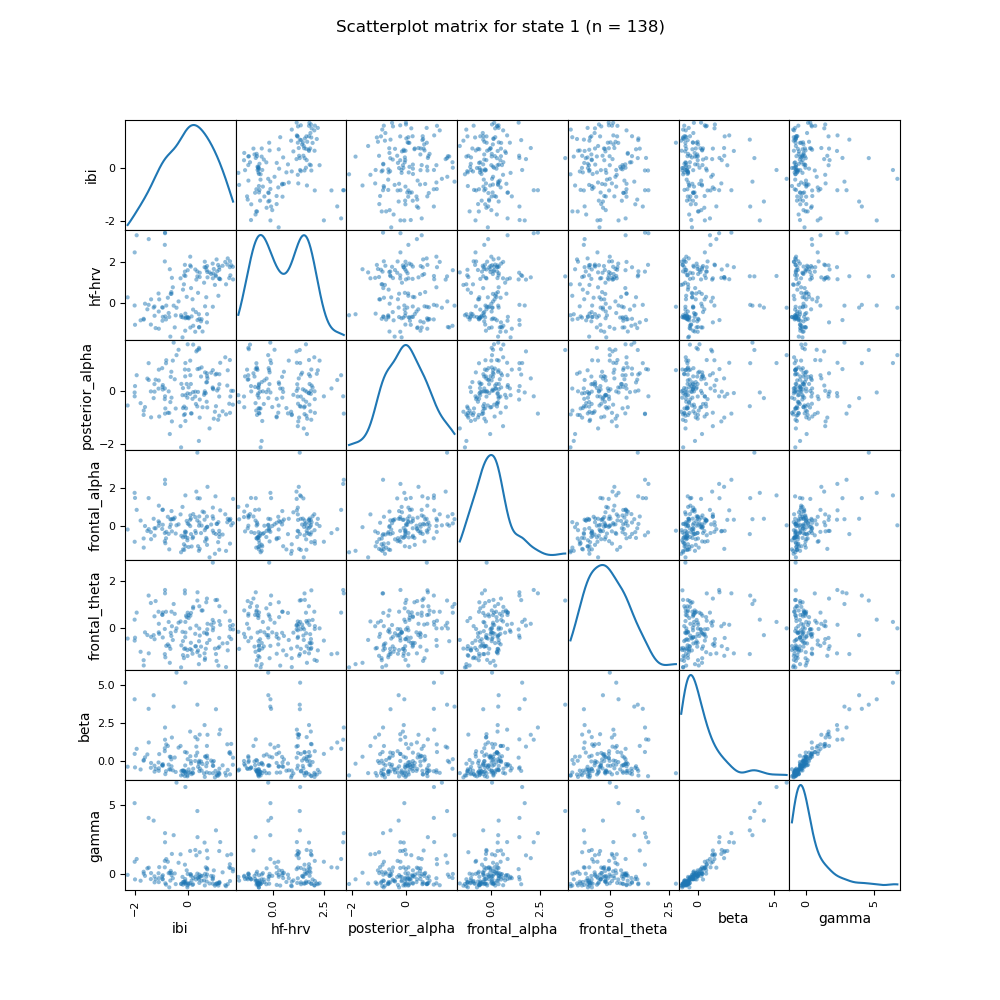 Scatterplot matrix for state 1 (n = 138)
ibi
0
-2
hf-hrv
2
0
posterior_alpha
0
−2
frontal_alpha
2
0
frontal_theta
2
0
beta
5.0
2.5
0.0
gamma
5
0
−2
0
0.0
2.5
−2
0
0.0
2.5
0.0
2.5
0
5
0
5
ibi
hf-hrv
posterior_alpha
frontal_alpha
frontal_theta
beta
gamma